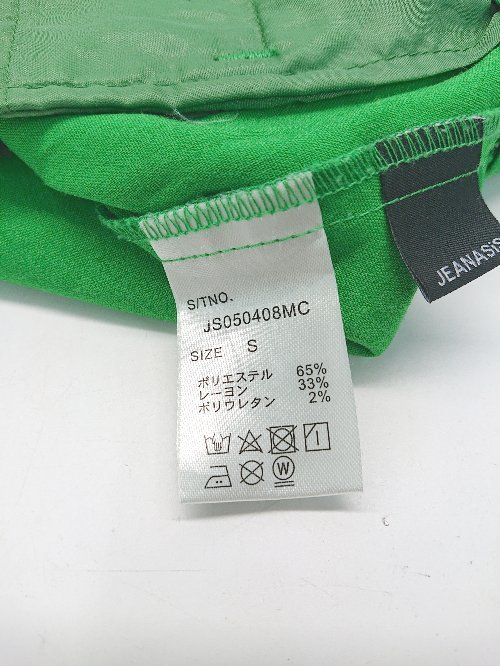 S/TNO.
JS050408MC
SIZE S
ポリエステル 65%
レーヨン 33%
ポリウレタン 2%
W
JEANASIS